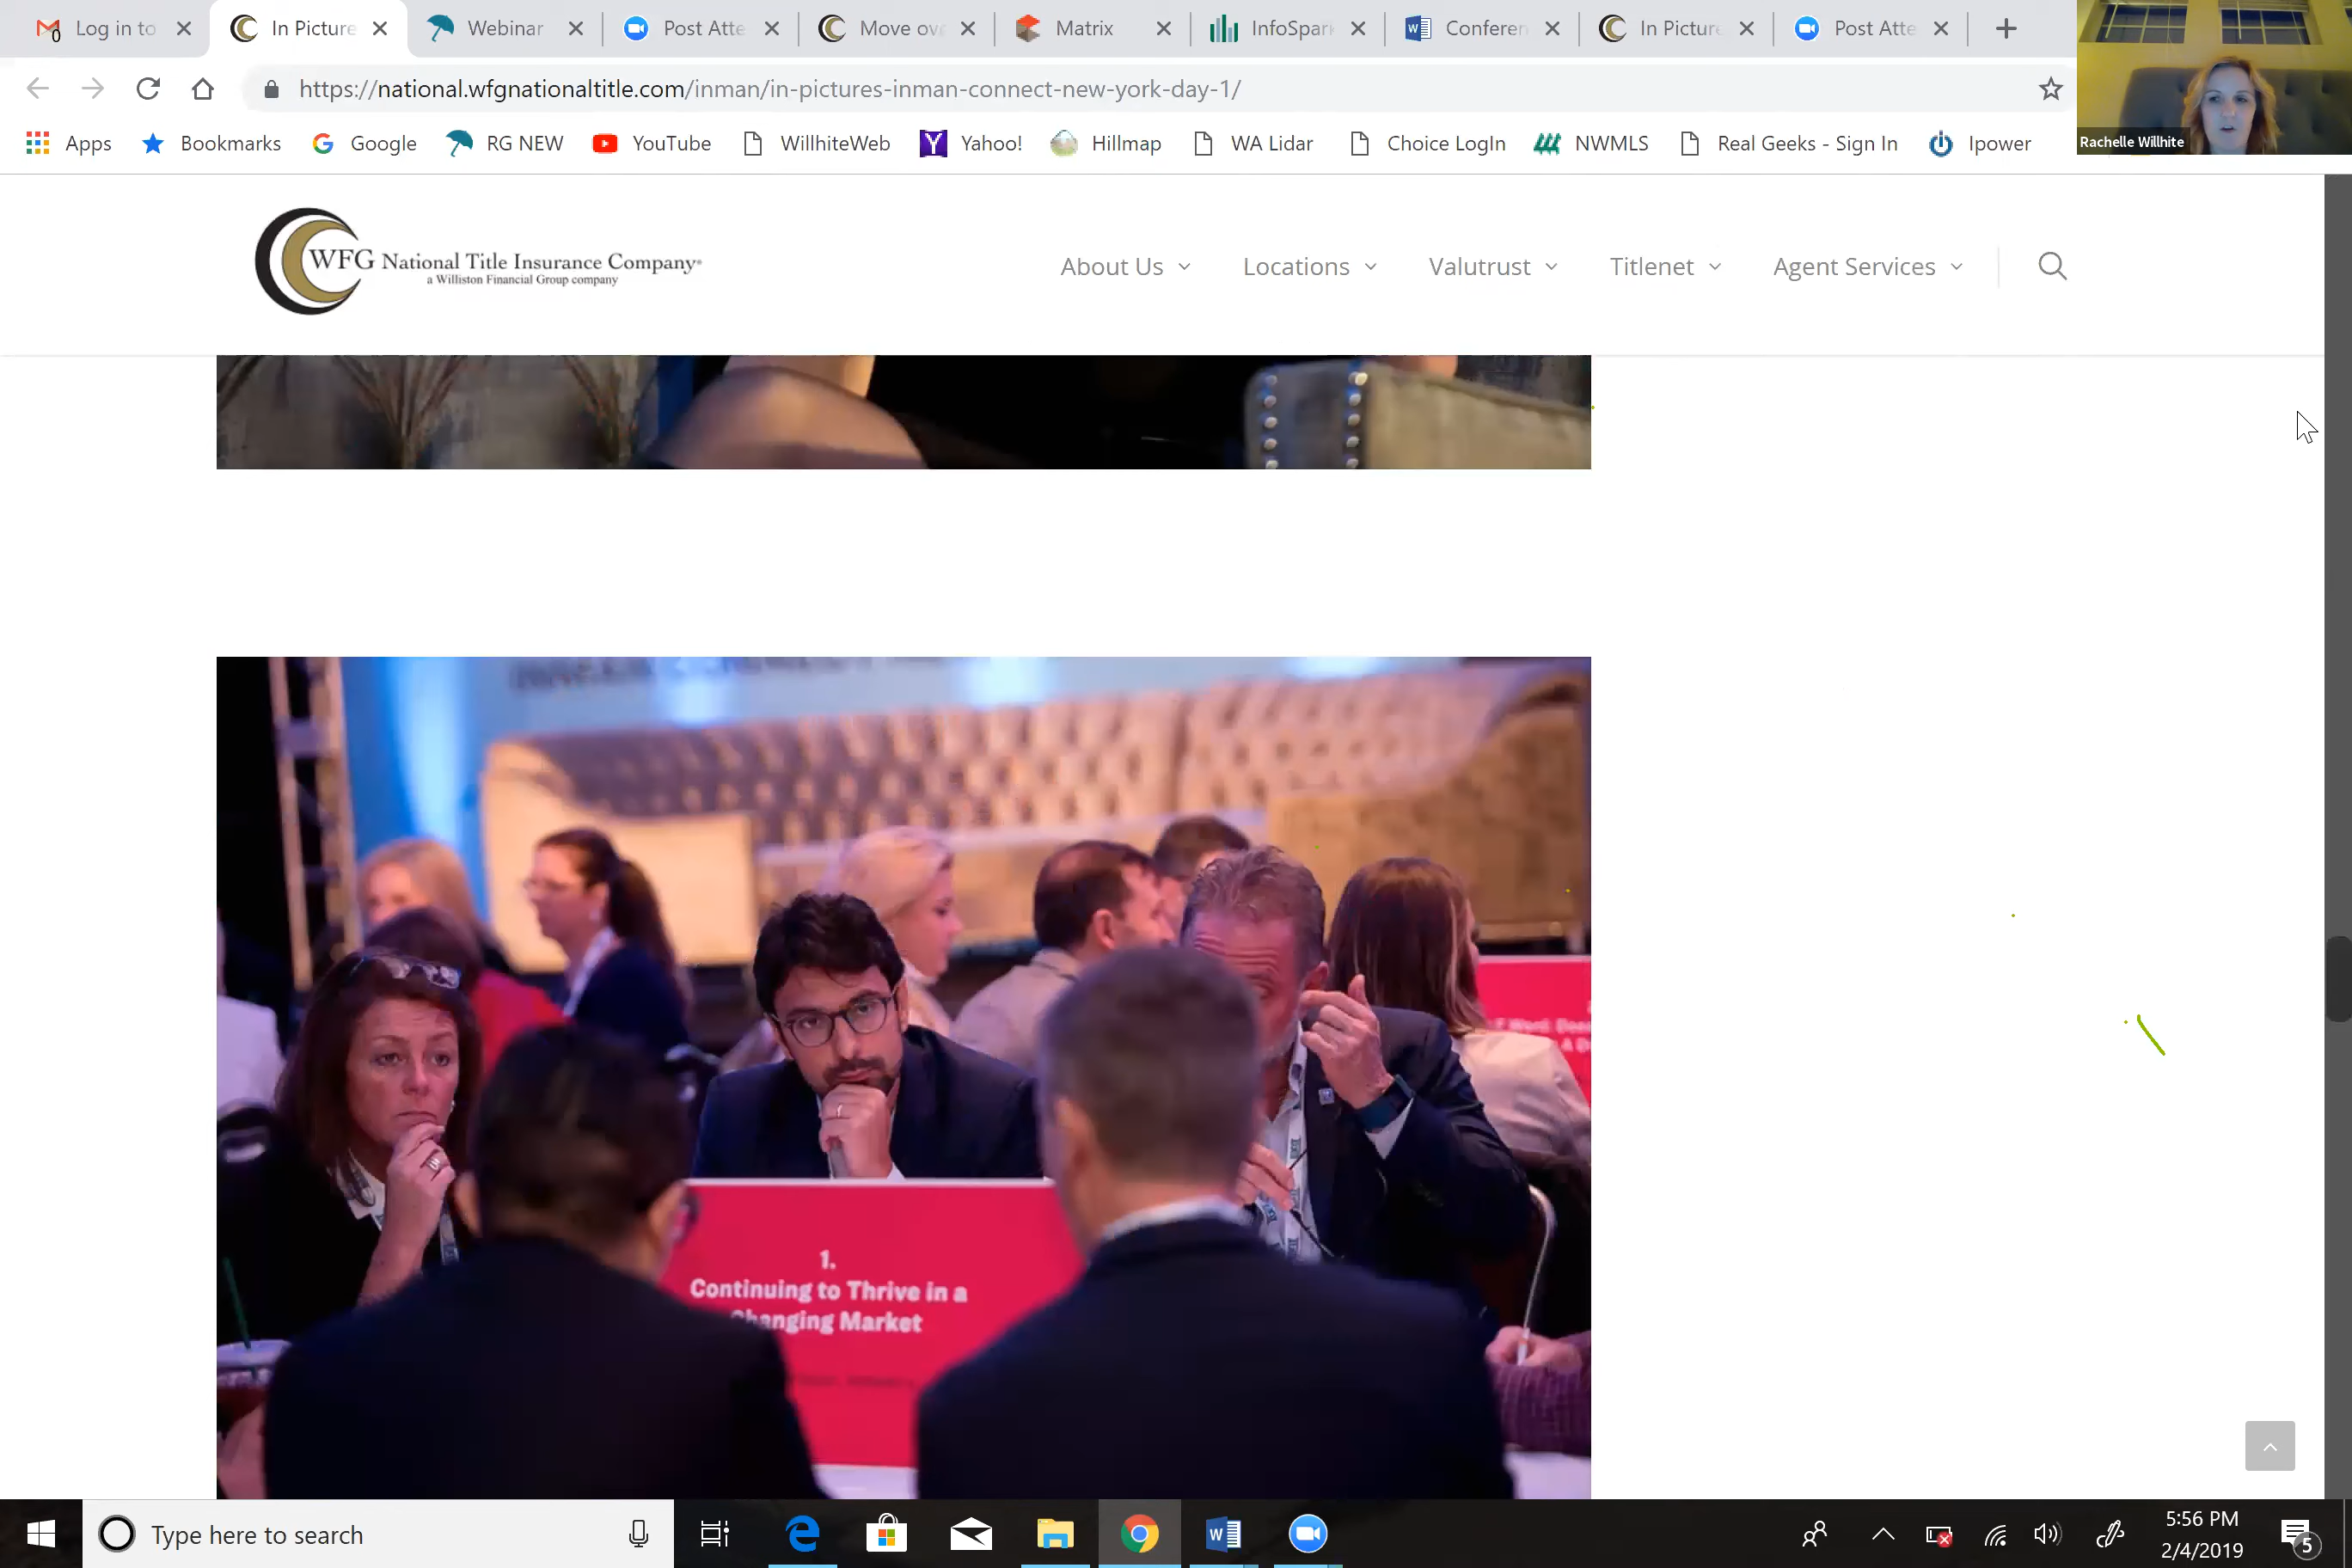 Log in to
In Picture
Webinar
Post Atte
Move ove
Matrix
InfoSpar
Conferen
In Picture
Post Atte
https://national.wfgnationaltitle.com/inman/in-pictures-inman-connect-new-york-day-1/
Apps
Bookmarks
Google
RG NEW
YouTube
WillhiteWeb
Yahoo!
Hillmap
WA Lidar
Choice LogIn
NWMLS
Real Geeks - Sign In
Ipower
Rachelle Willhite
WFG National Title Insurance Company®
a Williston Financial Group company
About Us
Locations
Valutrust
Titlenet
Agent Services
1.
Continuing to Thrive in a
Changing Market
Type here to search
5:56 PM
2/4/2019
5